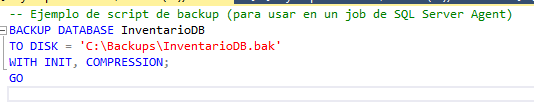 -- Ejemplo de script de backup (para usar en un job de SQL Server Agent)
BACKUP DATABASE InventarioDB
TO DISK = 'C:\Backups\InventarioDB.bak'
WITH INIT, COMPRESSION;
GO